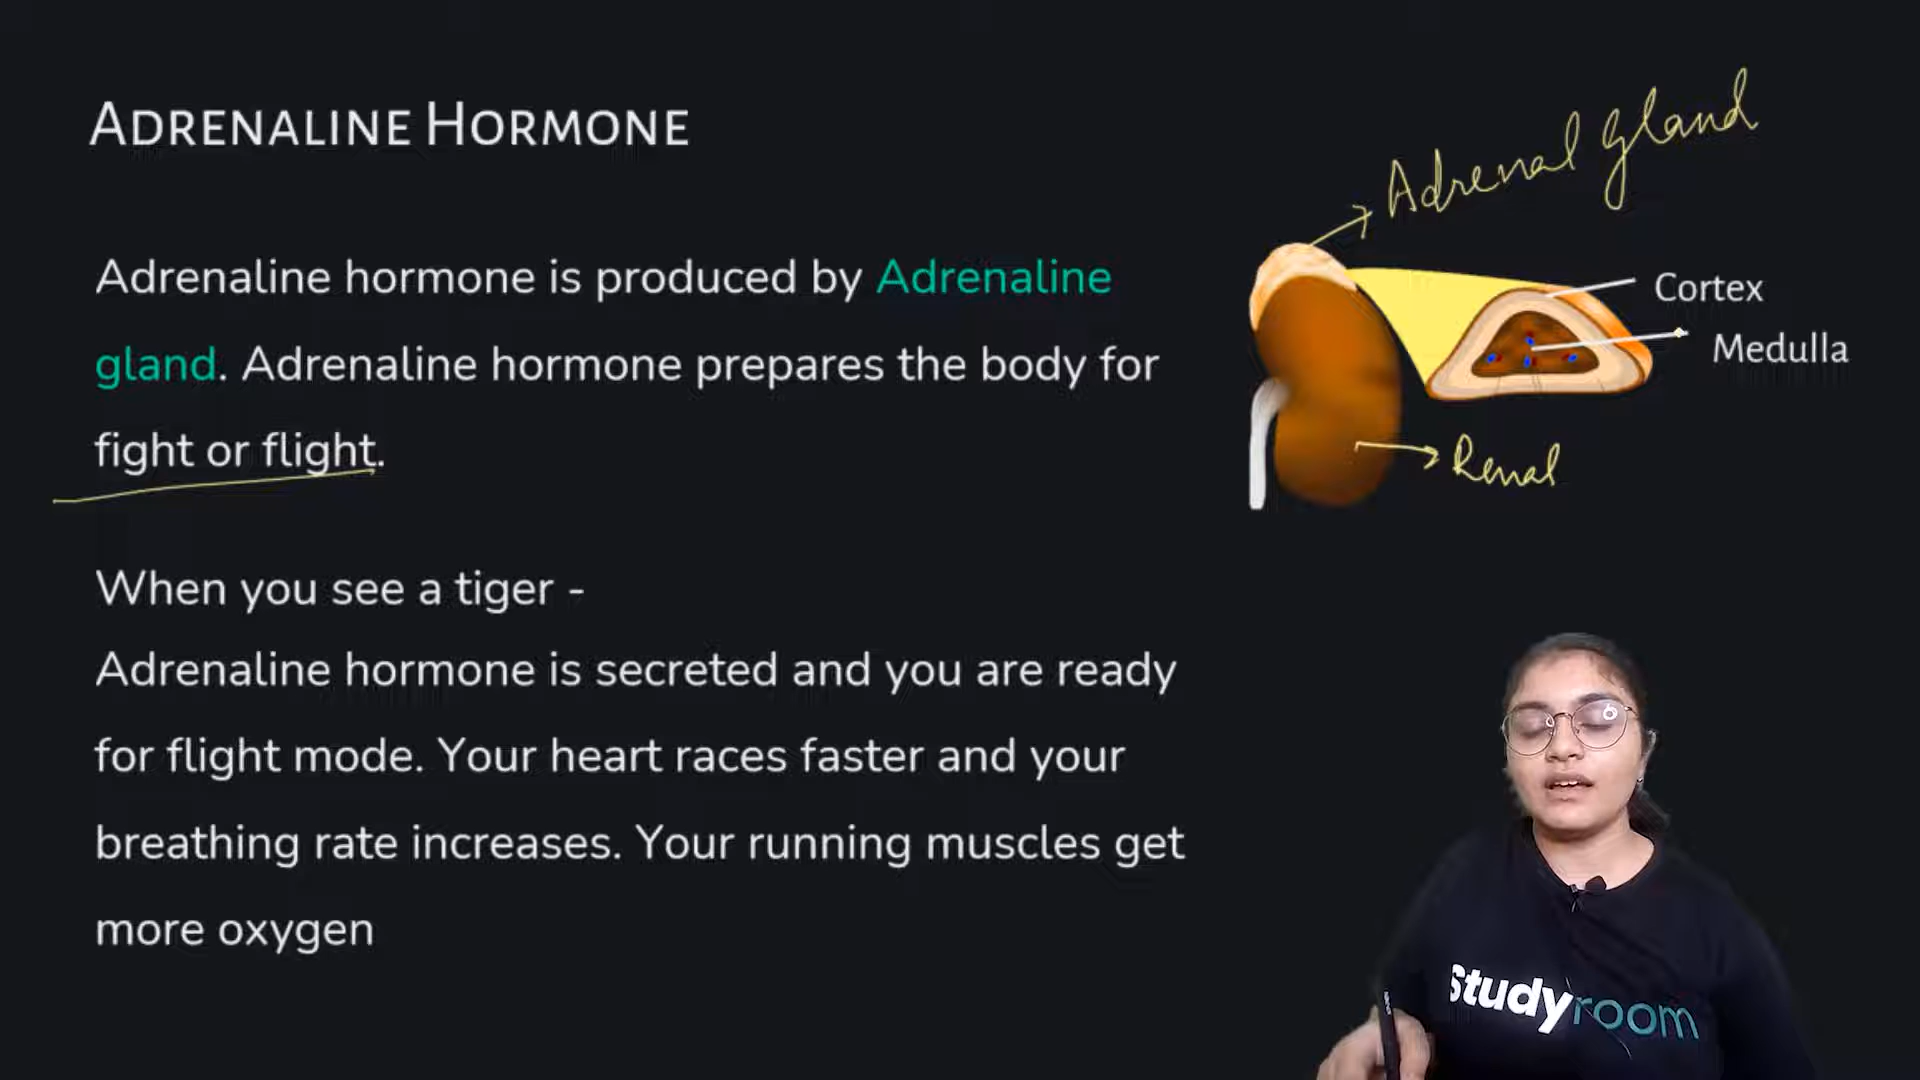 ADRENALINE HORMONE
Adrenal gland
Adrenaline hormone is produced by Adrenaline
gland. Adrenaline hormone prepares the body for
fight or flight.
Cortex
Medulla
Renal
When you see a tiger -
Adrenaline hormone is secreted and you are ready
for flight mode. Your heart races faster and your
breathing rate increases. Your running muscles get
more oxygen
Studyroom